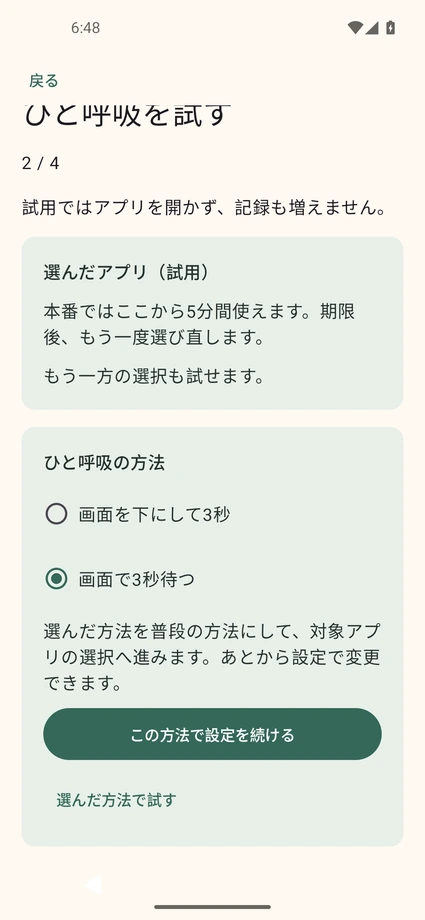 6:48
戻る
ひと呼吸を試す
2 / 4
試用ではアプリを開かず、記録も増えません。
選んだアプリ（試用）
本番ではここから5分間使えます。期限
後、もう一度選び直します。
もう一方の選択も試せます。
ひと呼吸の方法
画面を下にして3秒
画面で3秒待つ
選んだ方法を普段の方法にして、対象アプ
リの選択へ進みます。あとから設定で変更
できます。
この方法で設定を続ける
選んだ方法で試す